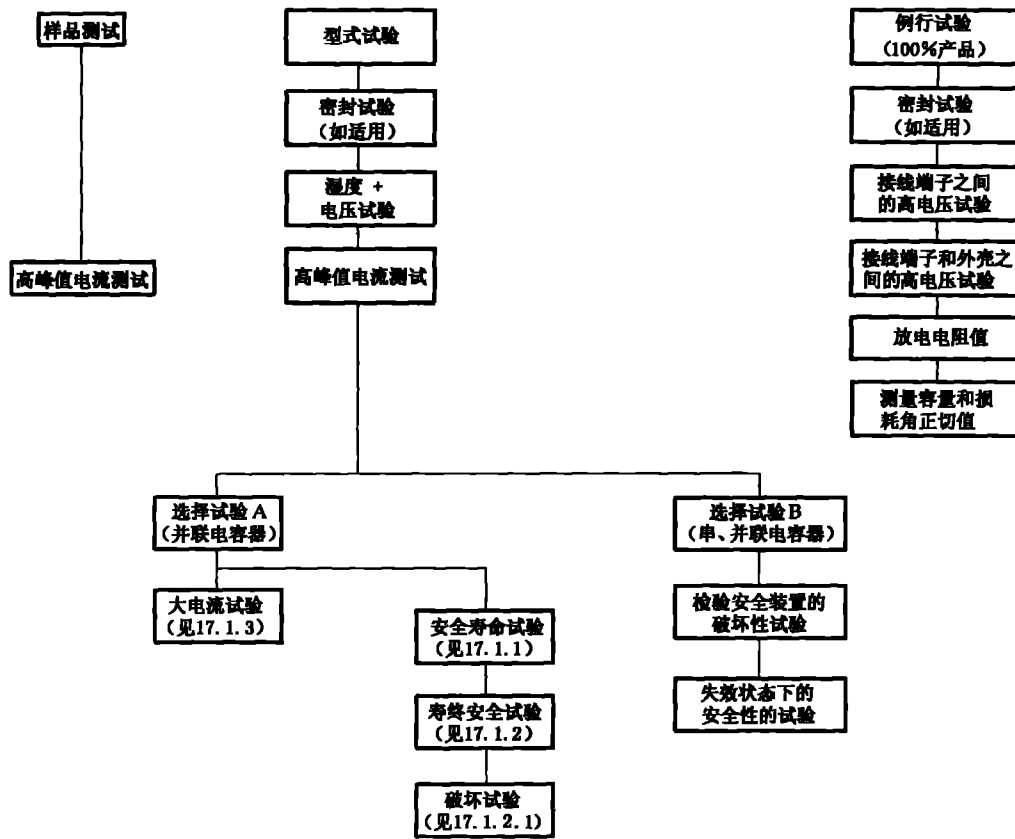 样品测试
高峰值电流测试
型式试验
密封试验
（如适用）
湿度 +
电压试验
高峰值电流测试
选择试验A
（并联电容器）
大电流试验
（见17.1.3）
安全寿命试验
（见17.1.1）
寿终安全试验
（见17.1.2）
破坏试验
（见17.1.2.1）
选择试验B
（串、并联电容器）
检验安全装置的
破坏性试验
失效状态下的
安全性的试验
例行试验
（100%产品）
密封试验
（如适用）
接线端子之间
的高电压试验
接线端子和外壳之
间的高电压试验
放电电阻值
测量容量和损
耗角正切值